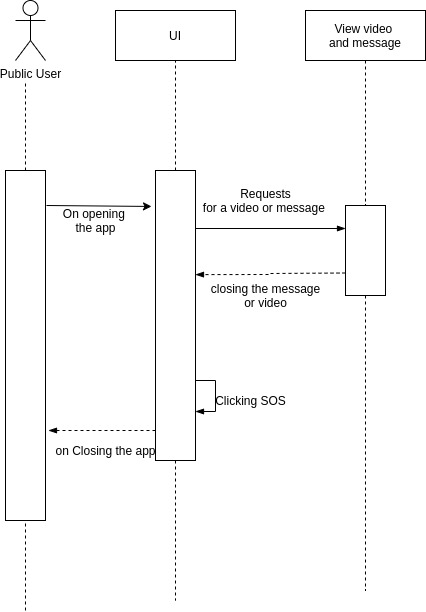 Public User
UI
View video
and message
On opening
the app
Requests
for a video or message
closing the message
or video
Clicking SOS
on Closing the app